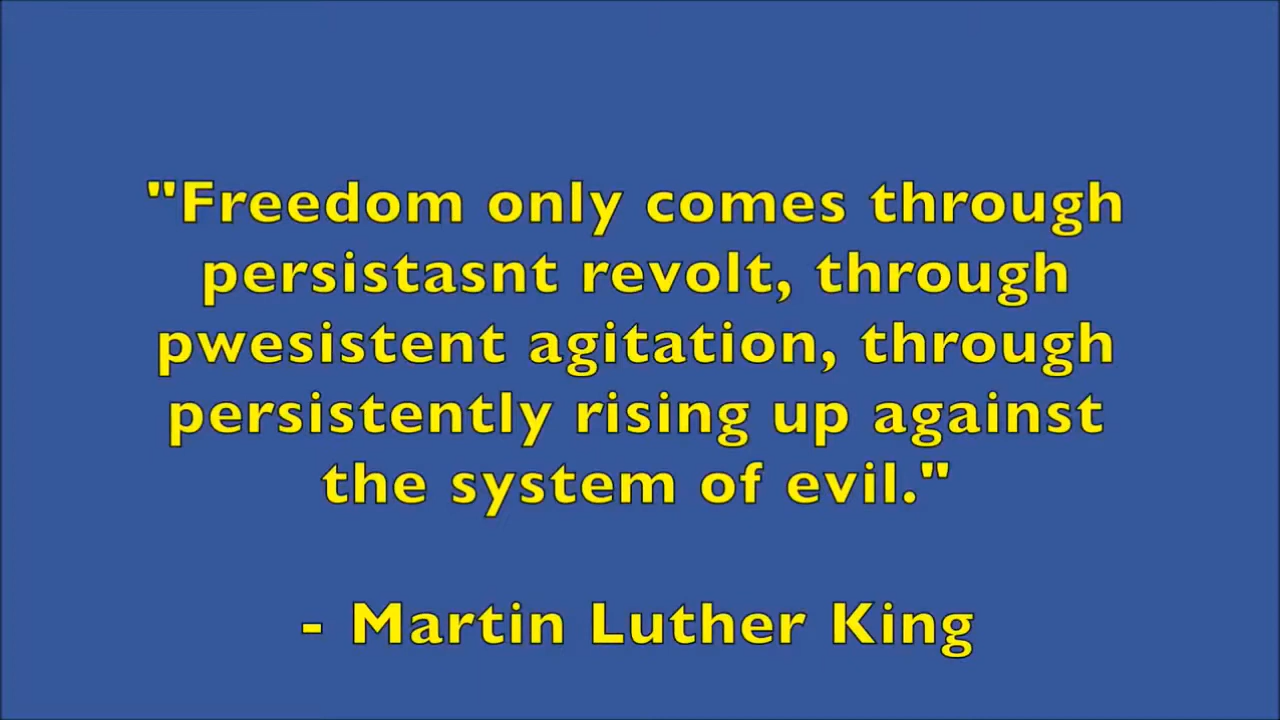 "Freedom only comes through
persistasnt revolt, through
pwesistent agitation, through
persistently rising up against
the system of evil."
- Martin Luther King